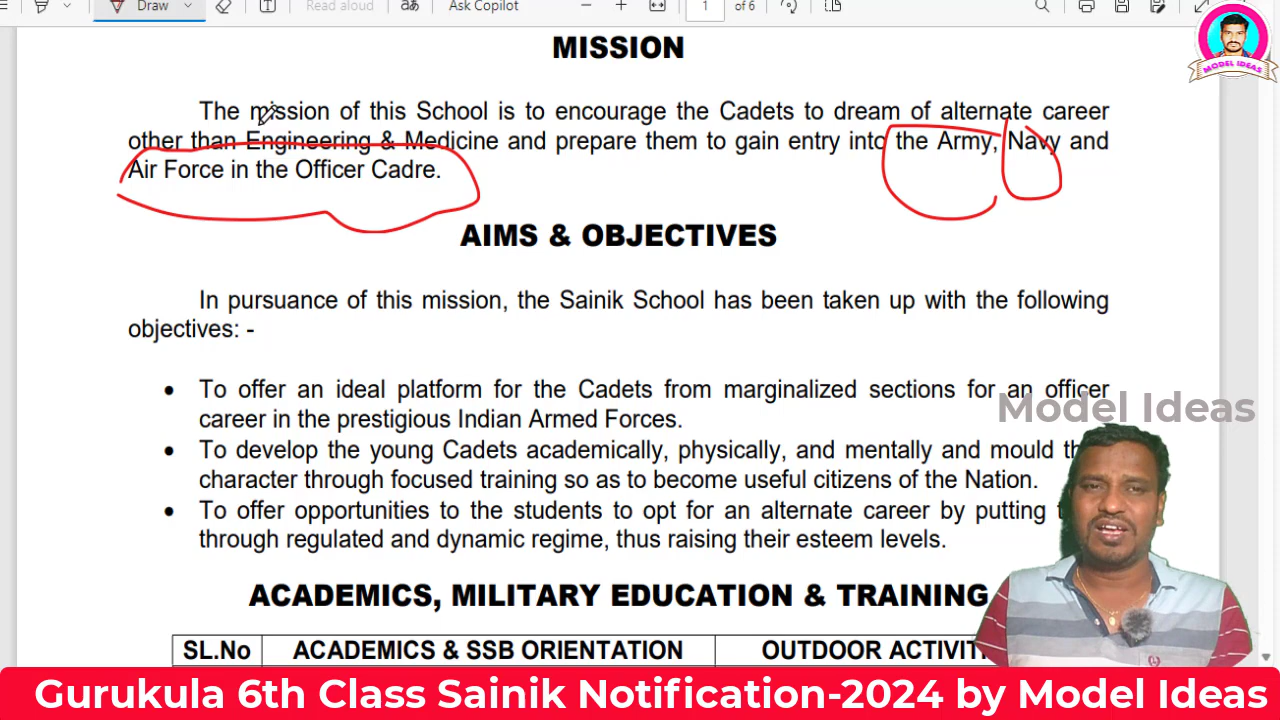 Draw
Read aloud
aあ
Ask Copilot
1
of 6
MODEL IDEAS
MISSION
The mission of this School is to encourage the Cadets to dream of alternate career
other than Engineering & Medicine and prepare them to gain entry into the Army, Navy and
Air Force in the Officer Cadre.
AIMS & OBJECTIVES
In pursuance of this mission, the Sainik School has been taken up with the following
objectives: -
• To offer an ideal platform for the Cadets from marginalized sections for an officer
career in the prestigious Indian Armed Forces.
Model Ideas
• To develop the young Cadets academically, physically, and mentally and mould
character through focused training so as to become useful citizens of the Nation.
• To offer opportunities to the students to opt for an alternate career by putting
through regulated and dynamic regime, thus raising their esteem levels.
ACADEMICS, MILITARY EDUCATION & TRAINING
SL.No ACADEMICS & SSB ORIENTATION OUTDOOR
Gurukula 6th Class Sainik Notification-2024 by Model Ideas